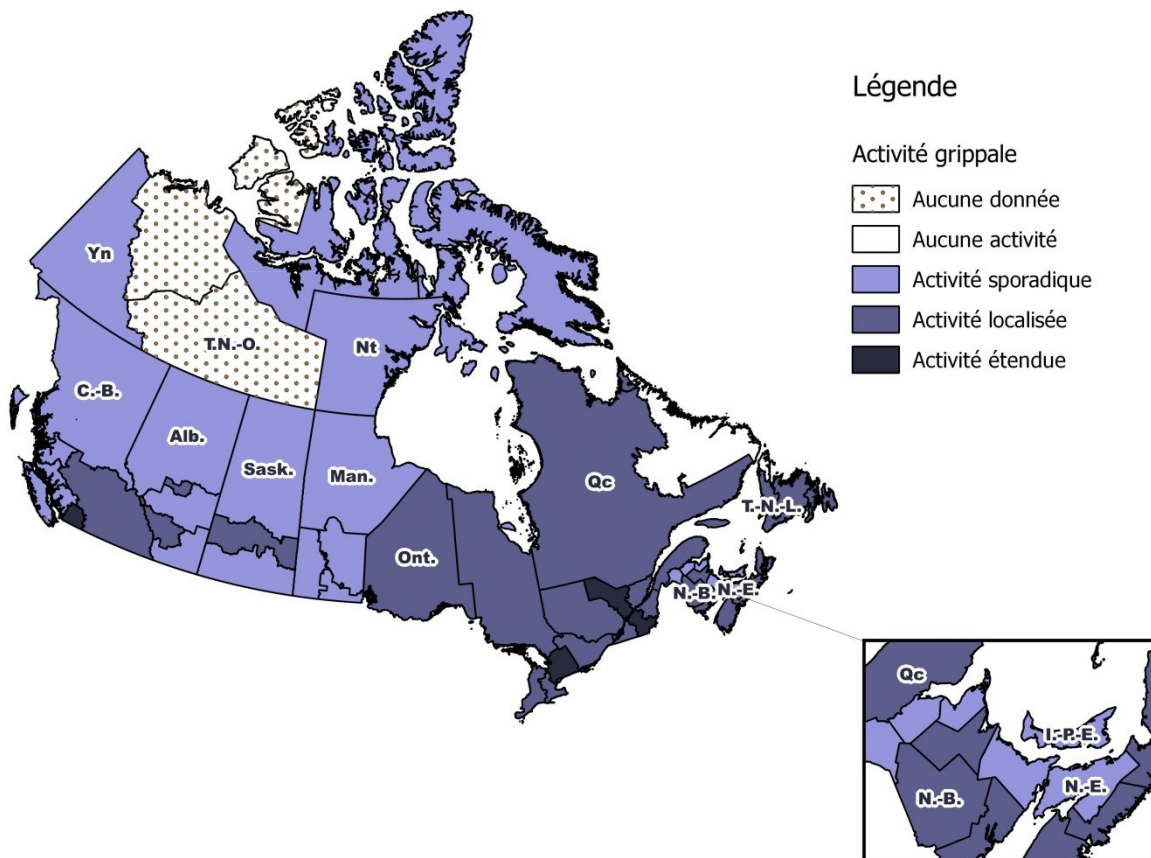 Légende
Activité grippale
Aucune donnée
Aucune activité
Activité sporadique
Activité localisée
Activité étendue
Yn
T.N.-O.
Nt
C.-B.
Alb.
Sask.
Man.
Qc
T.-N.-L.
Ont.
N.-B.
N.-E.
Qc
I.-P.-E.
N.-E.
N.-B.